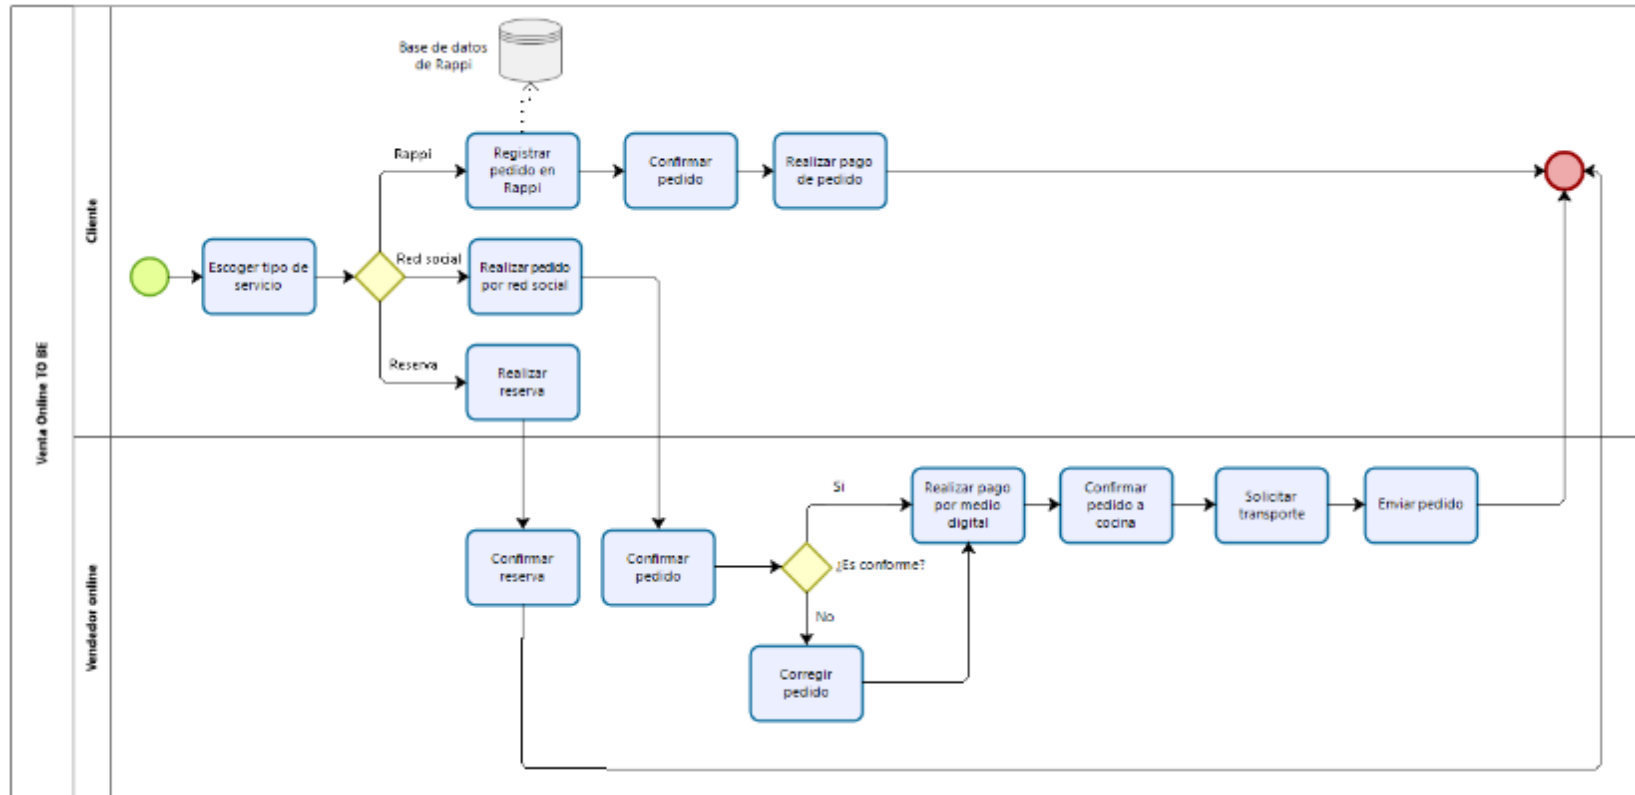 Venta Online TO BE
Cliente
Vendedor online
Base de datos
de Rappi
Rappi
Registrar
pedido en
Rappi
Confirmar
pedido
Realizar pago
de pedido
Escoger tipo de
servicio
Red social
Realizar pedido
por red social
Reserva
Realizar
reserva
Confirmar
reserva
Confirmar
pedido
¿Es conforme?
Si
No
Corregir
pedido
Realizar pago
por medio
digital
Confirmar
pedido a
cocina
Solicitar
transporte
Enviar pedido